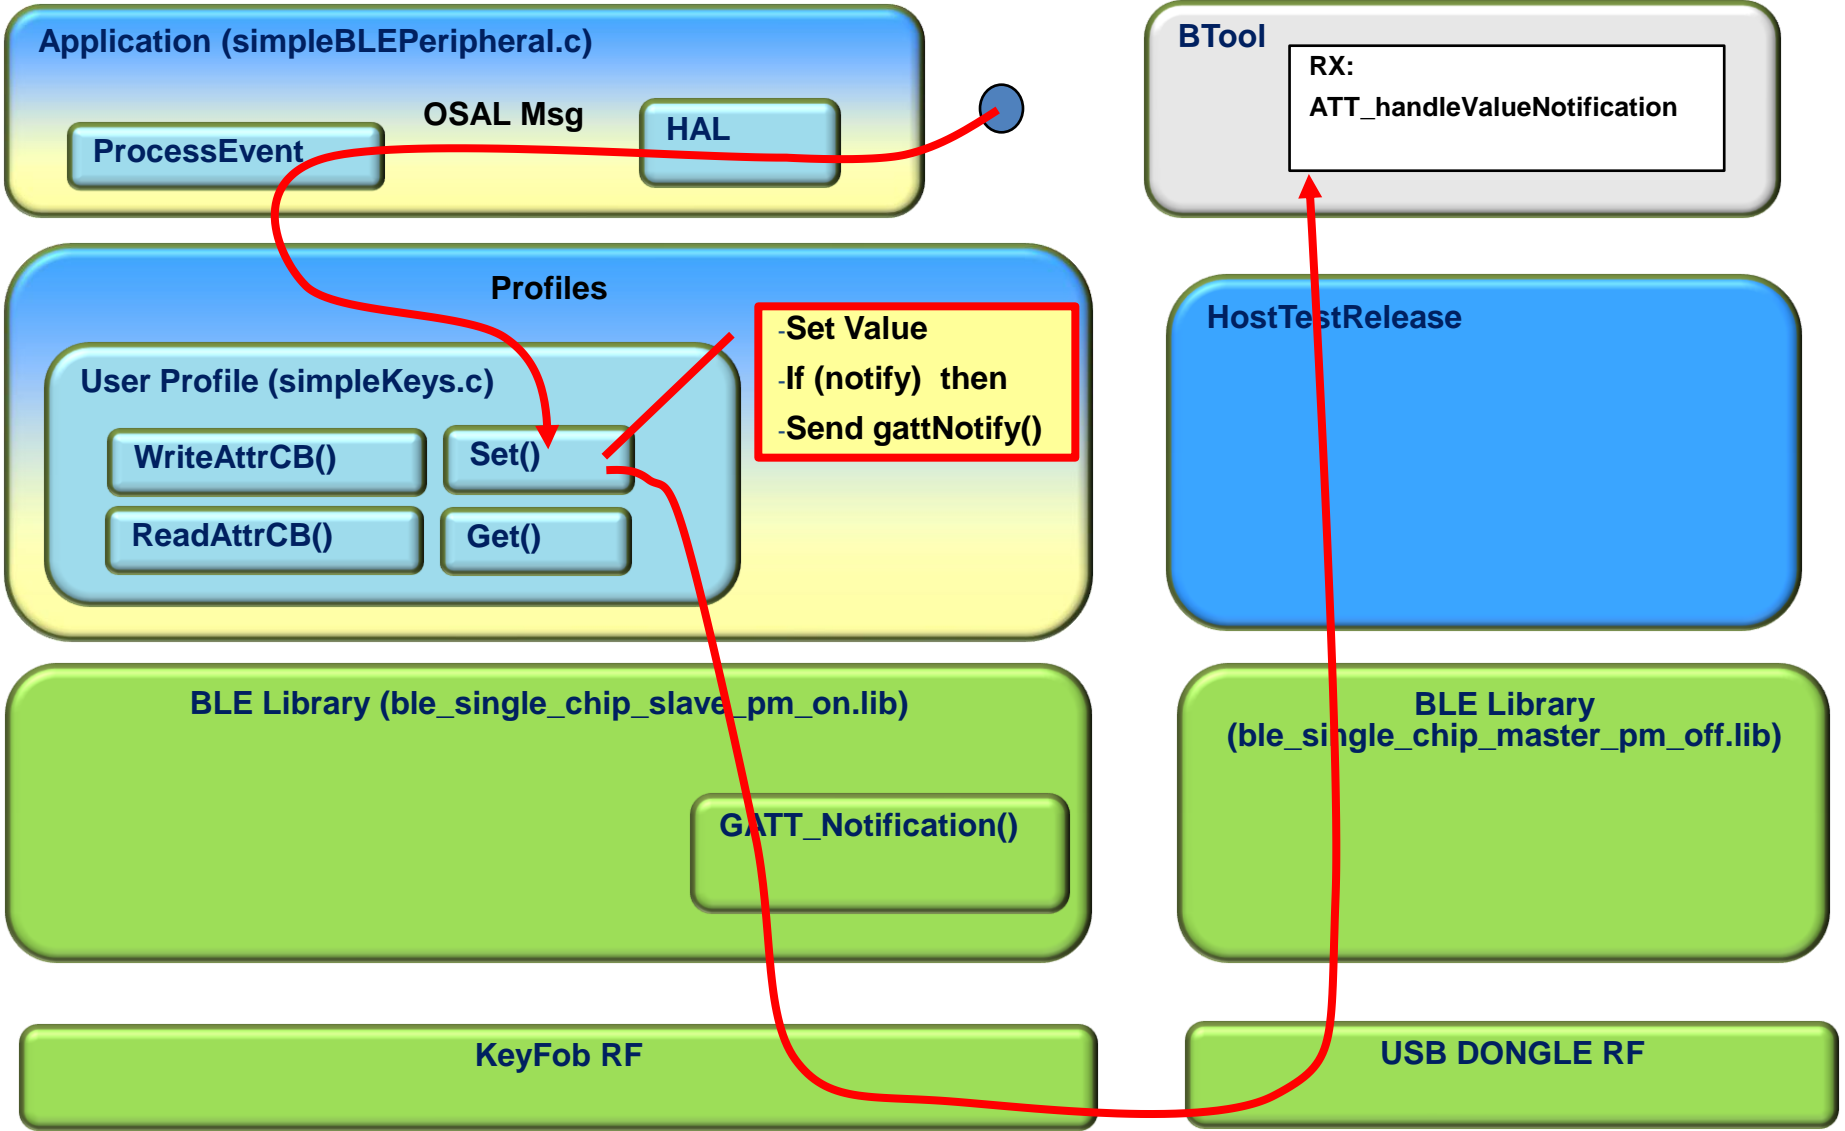 Application (simpleBLEPeripheral.c)
OSAL Msg
HAL
ProcessEvent
BTool
RX:
ATT_handleValueNotification
Profiles
-Set Value
-If (notify)  then
-Send gattNotify()
User Profile (simpleKeys.c)
WriteAttrCB()
Set()
ReadAttrCB()
Get()
HostTestRelease
BLE Library (ble_single_chip_slave_pm_on.lib)
GATT_Notification()
BLE Library
(ble_single_chip_master_pm_off.lib)
KeyFob RF
USB DONGLE RF